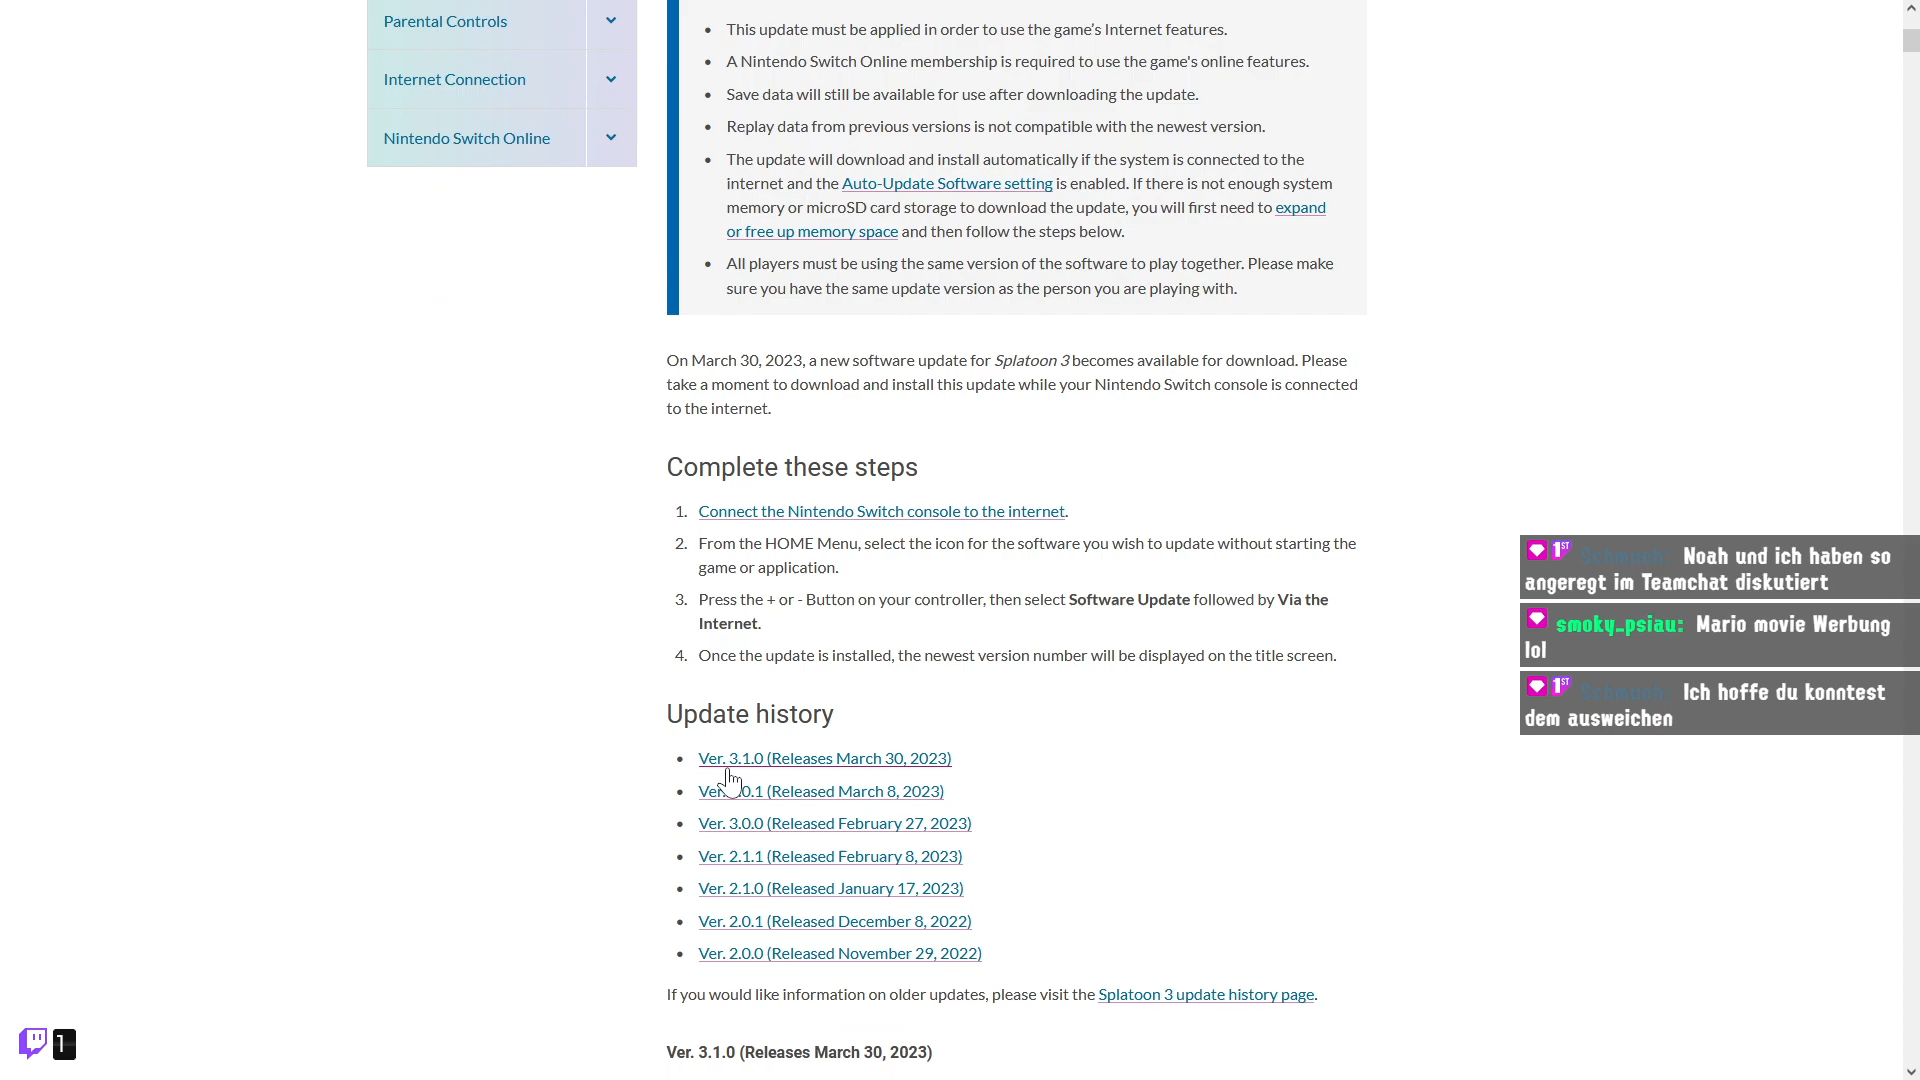 Parental Controls
Internet Connection
Nintendo Switch Online
• This update must be applied in order to use the game’s Internet features.
• A Nintendo Switch Online membership is required to use the game's online features.
• Save data will still be available for use after downloading the update.
• Replay data from previous versions is not compatible with the newest version.
• The update will download and install automatically if the system is connected to the
internet and the Auto-Update Software setting is enabled. If there is not enough system
memory or microSD card storage to download the update, you will first need to expand
or free up memory space and then follow the steps below.
• All players must be using the same version of the software to play together. Please make
sure you have the same update version as the person you are playing with.
On March 30, 2023, a new software update for Splatoon 3 becomes available for download. Please
take a moment to download and install this update while your Nintendo Switch console is connected
to the internet.
Complete these steps
1. Connect the Nintendo Switch console to the internet.
2. From the HOME Menu, select the icon for the software you wish to update without starting the
game or application.
3. Press the + or - Button on your controller, then select Software Update followed by Via the
Internet.
4. Once the update is installed, the newest version number will be displayed on the title screen.
Update history
• Ver. 3.1.0 (Releases March 30, 2023)
• Ver. 0.1 (Released March 8, 2023)
• Ver. 3.0.0 (Released February 27, 2023)
• Ver. 2.1.1 (Released February 8, 2023)
• Ver. 2.1.0 (Released January 17, 2023)
• Ver. 2.0.1 (Released December 8, 2022)
• Ver. 2.0.0 (Released November 29, 2022)
If you would like information on older updates, please visit the Splatoon 3 update history page.
Ver. 3.1.0 (Releases March 30, 2023)
1ST Noah und ich haben so
angeregt im Teamchat diskutiert
smoky_psiau: Mario movie Werbung
lol
1ST Ich hoffe du konntest
dem ausweichen
1